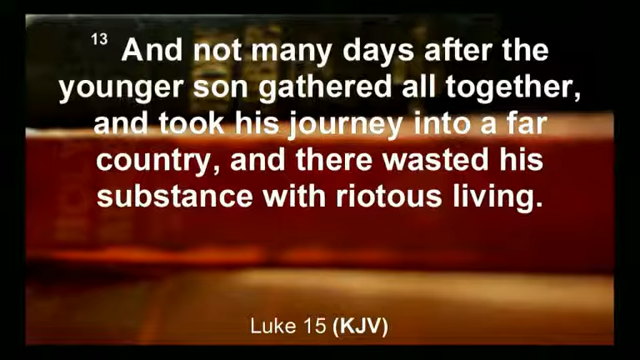 13 And not many days after the
younger son gathered all together,
and took his journey into a far
country, and there wasted his
substance with riotous living.
Luke 15 (KJV)